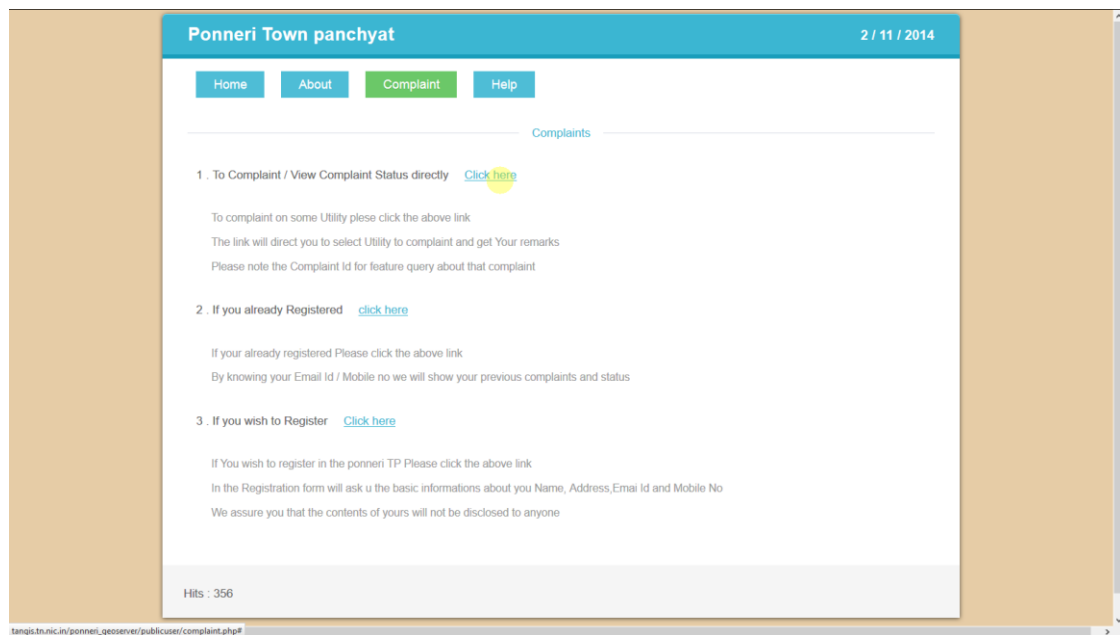 Ponneri Town panchyat
2 / 11 / 2014
Home About Complaint Help
Complaints
1 . To Complaint / View Complaint Status directly Click here
To complaint on some Utility plese click the above link
The link will direct you to select Utility to complaint and get Your remarks
Please note the Complaint Id for feature query about that complaint
2 . If you already Registered click here
If your already registered Please click the above link
By knowing your Email Id / Mobile no we will show your previous complaints and status
3 . If you wish to Register Click here
If You wish to register in the ponneri TP Please click the above link
In the Registration form will ask u the basic informations about you Name, Address,Emai Id and Mobile No
We assure you that the contents of yours will not be disclosed to anyone
Hits : 356
tangis.tn.nic.in/ponneri_geoserver/publicuser/complaint.php#